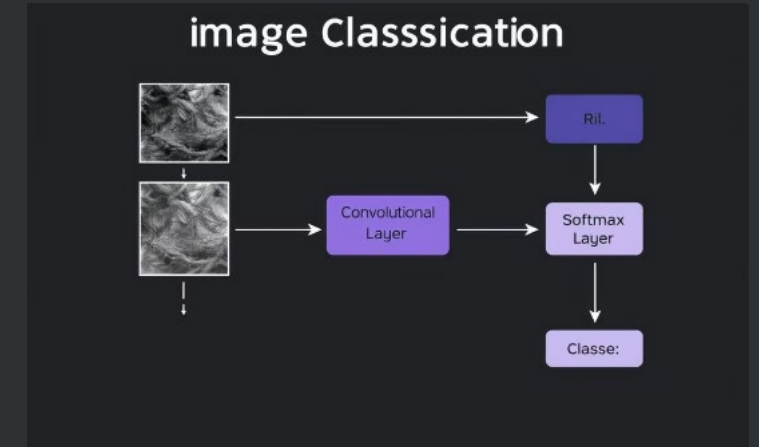 image Classsication
Ril.
Convolutional
Layer
Softmax
Layer
Classe: